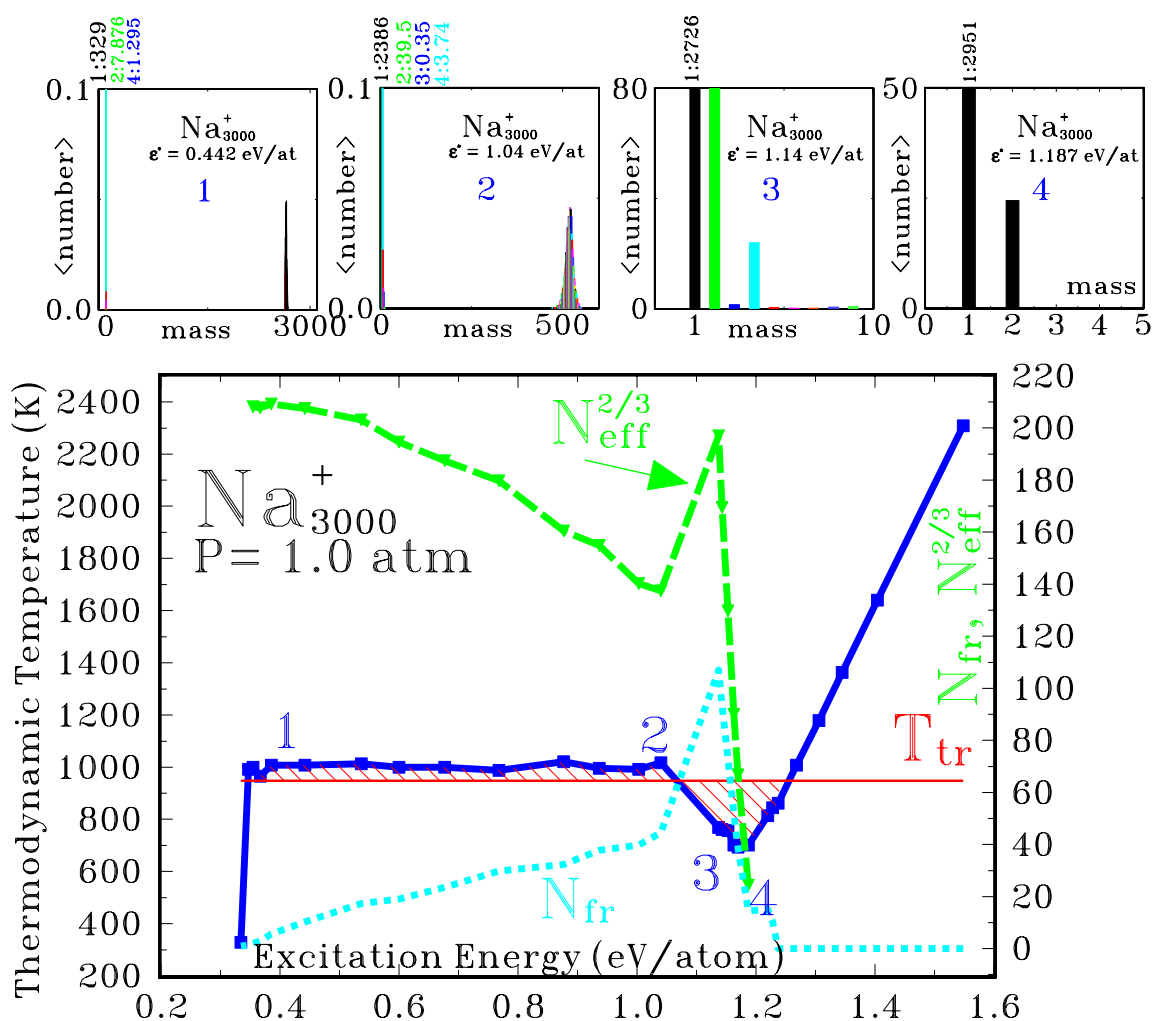 1:329
2:7.876
4:1.295
0.1
0.0
<number>
Na+3000
ε* = 0.442 eV/at
1
0
mass
3000
1:2386
2:39.5
3:0.35
4:3.74
0.1
0.0
<number>
Na+3000
ε* = 1.04 eV/at
2
0
mass
500
1:2726
80
0
<number>
Na+3000
ε* = 1.14 eV/at
3
1
mass
10
1:2951
50
0
<number>
Na+3000
ε* = 1.187 eV/at
4
mass
0 1 2 3 4 5
Thermodynamic Temperature (K)
2400
2200
2000
1800
1600
1400
1200
1000
800
600
400
200
N2/3eff
Na+3000
P= 1.0 atm
1
2
3
4
Ttr
Nfr
Excitation Energy (eV/atom)
0.2 0.4 0.6 0.8 1.0 1.2 1.4 1.6
220
200
180
160
140
120
100
80
60
40
20
0
Nfr, N2/3eff